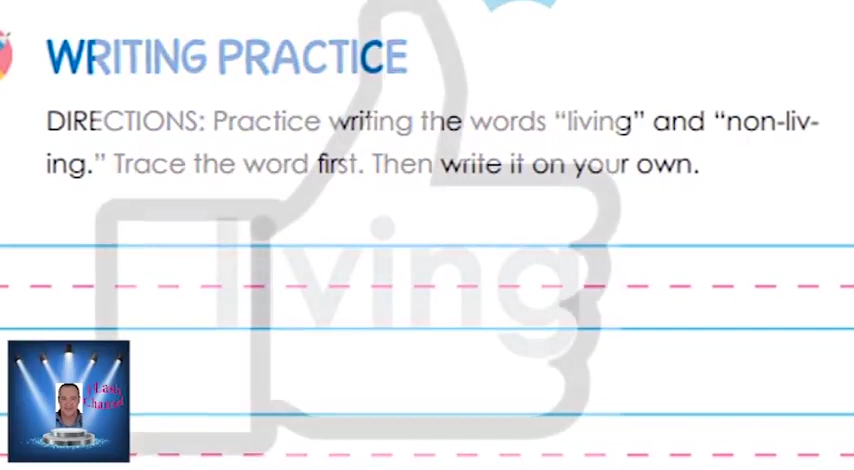 WRITING PRACTICE
DIRECTIONS: Practice writing the words “living” and “non-liv-
ing.” Trace the word first. Then write it on your own.
living